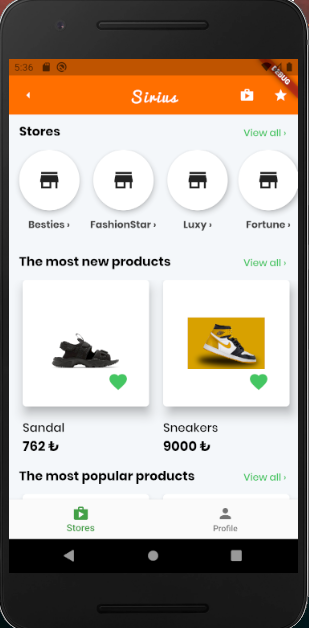 5:36
DEBUG
Sirius
Stores View all ›
Besties › FashionStar › Luxy › Fortune ›
The most new products View all ›
Sandal Sneakers
762 ₺ 9000 ₺
The most popular products View all ›
Stores Profile